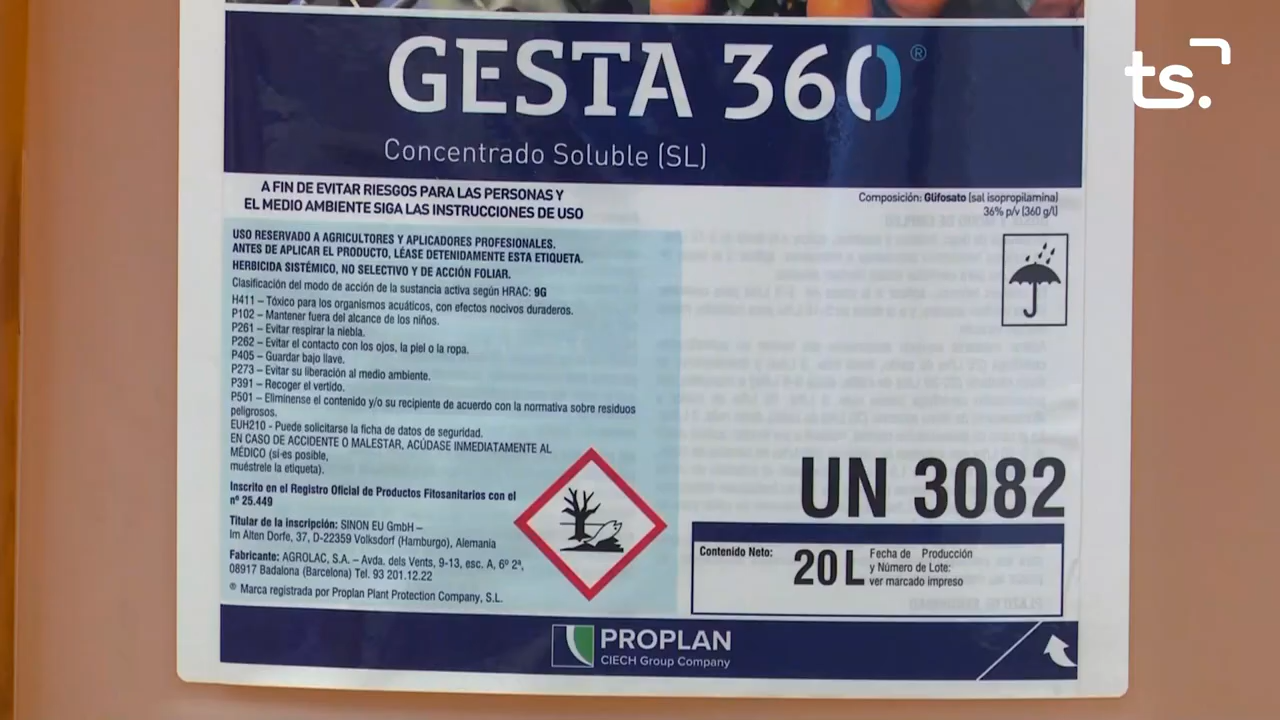 GESTA 360®
ts.
Concentrado Soluble (SL)
A FIN DE EVITAR RIESGOS PARA LAS PERSONAS Y
EL MEDIO AMBIENTE SIGA LAS INSTRUCCIONES DE USO
Composición: Glifosato (sal isopropilamina)
36% p/v (360 g/l)
USO RESERVADO A AGRICULTORES Y APLICADORES PROFESIONALES.
ANTES DE APLICAR EL PRODUCTO, LÉASE DETENIDAMENTE ESTA ETIQUETA.
HERBICIDA SISTÉMICO, NO SELECTIVO Y DE ACCIÓN FOLIAR.
Clasificación del modo de acción de la sustancia activa según HRAC: 9G
H411 – Tóxico para los organismos acuáticos, con efectos nocivos duraderos.
P102 – Mantener fuera del alcance de los niños.
P261 – Evitar respirar la niebla.
P262 – Evitar el contacto con los ojos, la piel o la ropa.
P405 – Guardar bajo llave.
P273 – Evitar su liberación al medio ambiente.
P391 – Recoger el vertido.
P501 – Elimínense el contenido y/o su recipiente de acuerdo con la normativa sobre residuos
peligrosos.
EUH210 - Puede solicitarse la ficha de datos de seguridad.
EN CASO DE ACCIDENTE O MALESTAR, ACÚDASE INMEDIATAMENTE AL
MÉDICO (si es posible,
muéstrele la etiqueta).
Inscrito en el Registro Oficial de Productos Fitosanitarios con el
nº 25.449
Titular de la inscripción: SINON EU GmbH –
Im Alten Dorfe, 37, D-22359 Volksdorf (Hamburgo), Alemania
Fabricante: AGROLAC, S.A. – Avda. dels Vents, 9-13, esc. A, 6º 2ª,
08917 Badalona (Barcelona) Tel. 93 201.12.22
® Marca registrada por Proplan Plant Protection Company, S.L.
UN 3082
Contenido Neto: 20 L
Fecha de Producción
y Número de Lote:
ver marcado impreso
PROPLAN
CIECH Group Company